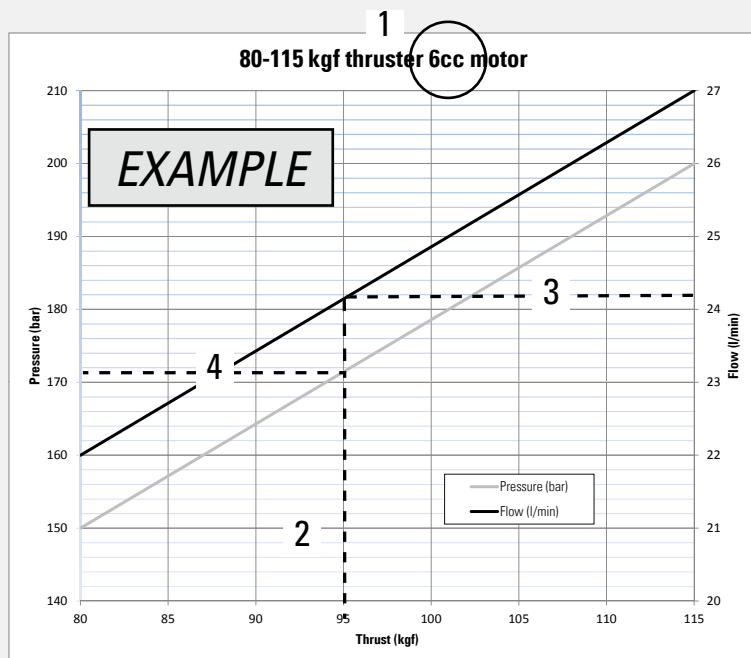 1
80-115 kgf thruster 6cc motor
EXAMPLE
210
200
190
180
170
160
150
140
Pressure (bar)
27
26
25
24
23
22
21
20
Flow (l/min)
3
4
2
Pressure (bar)
Flow (l/min)
80 85 90 95 100 105 110 115
Thrust (kgf)